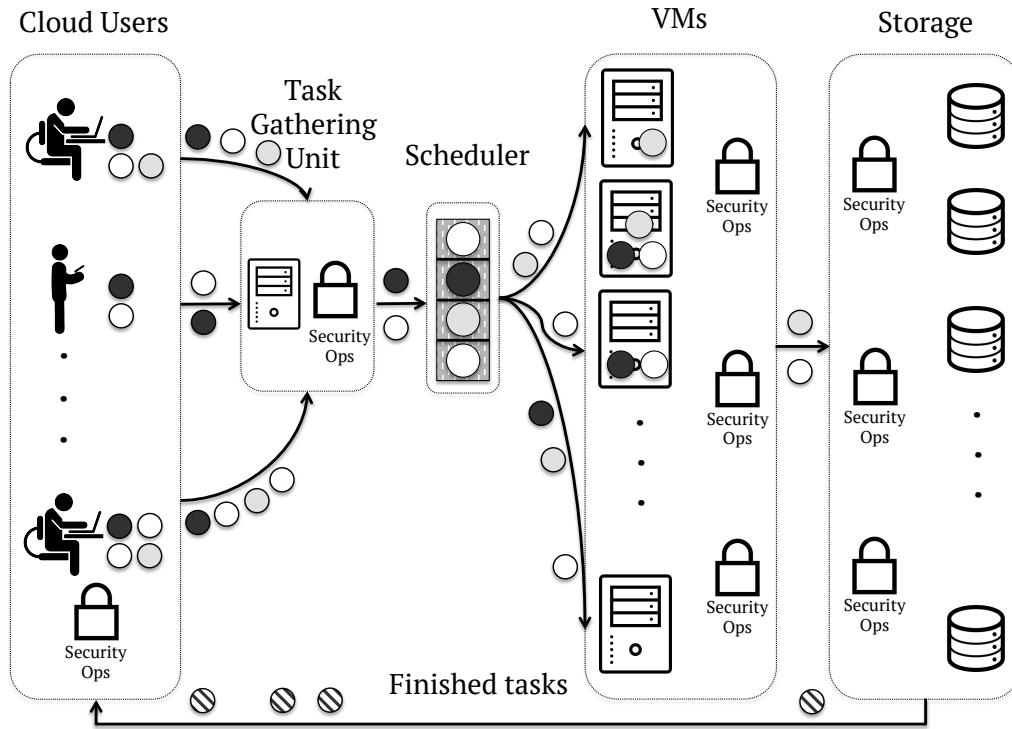 Cloud Users
VMs
Storage
Task
Gathering
Unit
Scheduler
Security
Ops
Security
Ops
Security
Ops
Security
Ops
Security
Ops
Security
Ops
Security
Ops
Security
Ops
Finished tasks